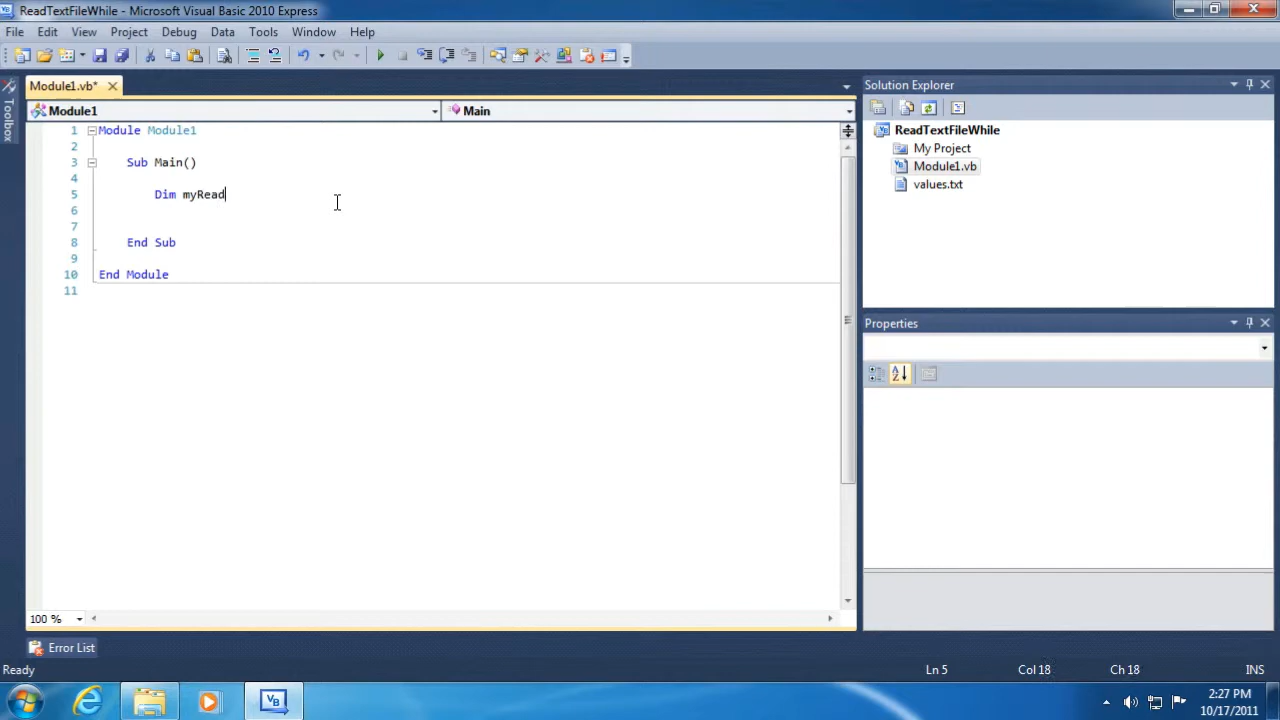 ReadTextFileWhile - Microsoft Visual Basic 2010 Express
File Edit View Project Debug Data Tools Window Help
Toolbox
Module1.vb*
Module1
Main
1 Module Module1
2
3 Sub Main()
4
5 Dim myRead
6
7
8 End Sub
9
10 End Module
11
100 %
Error List
Solution Explorer
ReadTextFileWhile
My Project
Module1.vb
values.txt
Properties
Ready
Ln 5 Col 18 Ch 18 INS
VB
2:27 PM
10/17/2011